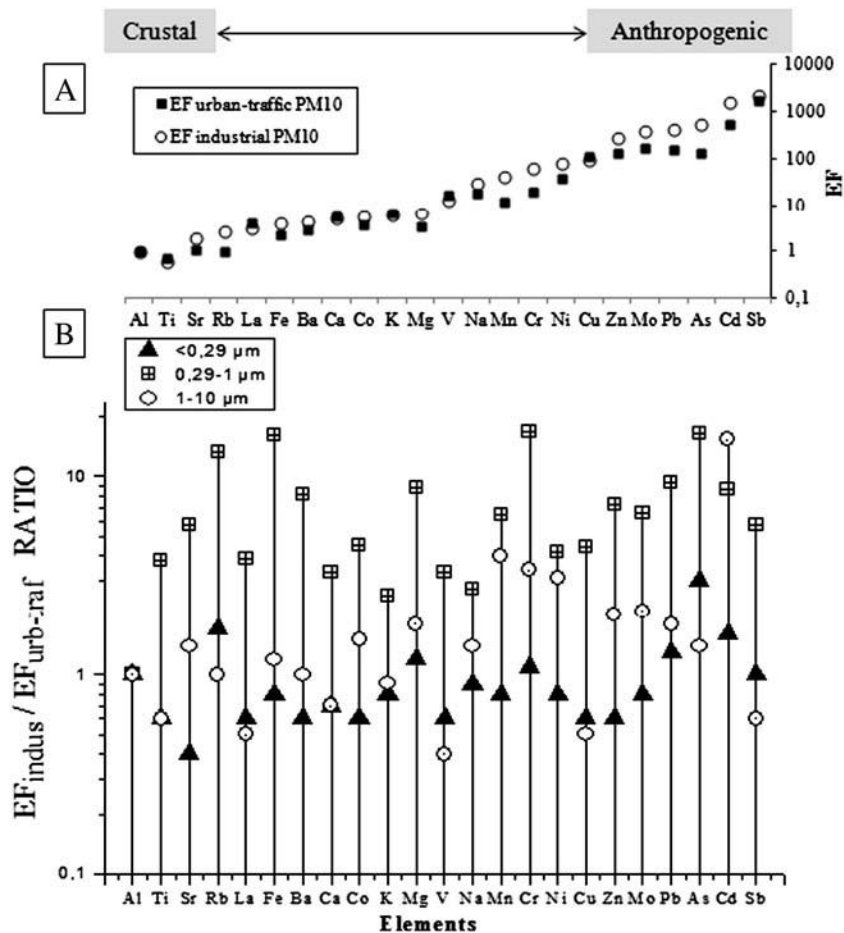 Crustal Anthropogenic
A
EF urban-traffic PM10
EF industrial PM10
10000
1000
100
10
1
0,1
EF
Al Ti Sr Rb La Fe Ba Ca Co K Mg V Na Mn Cr Ni Cu Zn Mo Pb As Cd Sb
B
<0,29 µm
0,29-1 µm
1-10 µm
EFindus / EFurb-raf RATIO
10
1
0.1
Al Ti Sr Rb La Fe Ba Ca Co K Mg V Na Mn Cr Ni Cu Zn Mo Pb As Cd Sb
Elements